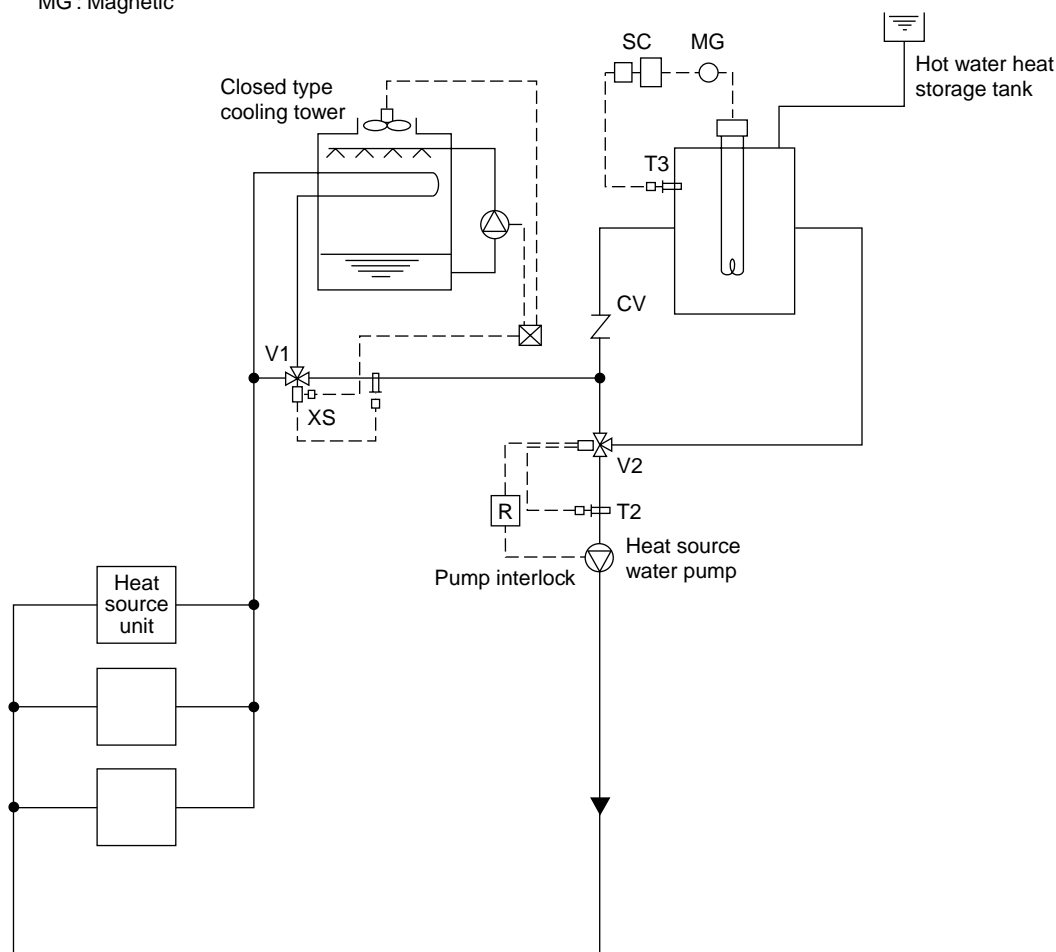 MG : Magnetic
SC
MG
Hot water heat
storage tank
Closed type
cooling tower
T3
CV
V1
XS
V2
R
T2
Heat source
water pump
Pump interlock
Heat
source
unit